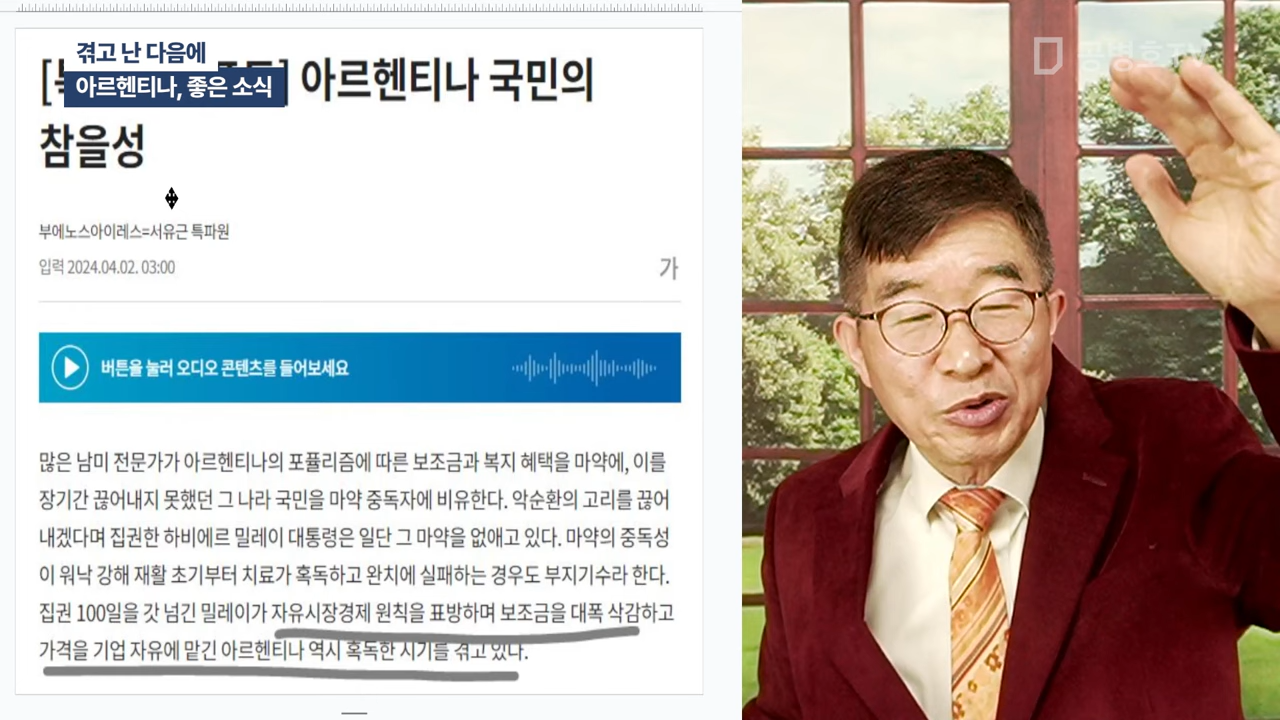 겪고 난 다음에
아르헨티나, 좋은 소식
아르헨티나 국민의
참을성
부에노스아이레스=서유근 특파원
입력 2024.04.02. 03:00
가
버튼을 눌러 오디오 콘텐츠를 들어보세요
많은 남미 전문가가 아르헨티나의 포퓰리즘에 따른 보조금과 복지 혜택을 마약에, 이를
장기간 끊어내지 못했던 그 나라 국민을 마약 중독자에 비유한다. 악순환의 고리를 끊어
내겠다며 집권한 하비에르 밀레이 대통령은 일단 그 마약을 없애고 있다. 마약의 중독성
이 워낙 강해 재활 초기부터 치료가 혹독하고 완치에 실패하는 경우도 부지기수라 한다.
집권 100일을 갓 넘긴 밀레이가 자유시장경제 원칙을 표방하며 보조금을 대폭 삭감하고
가격을 기업 자유에 맡긴 아르헨티나 역시 혹독한 시기를 겪고 있다.